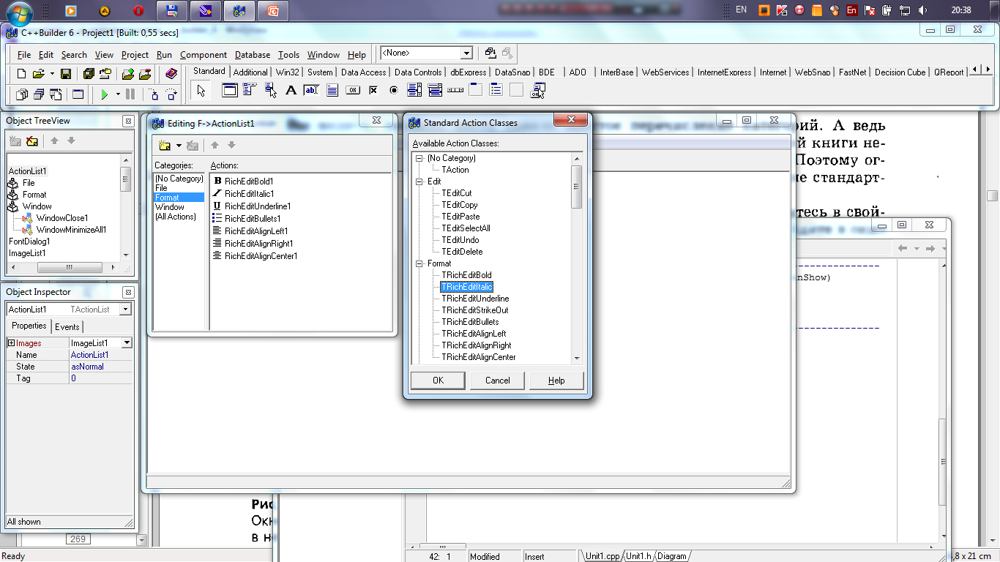 EN
En
20:38
C++Builder 6 - Project1 [Built: 0,55 secs]
File Edit Search View Project Run Component Database Tools Window Help
<None>
Standard Additional Win32 System Data Access Data Controls dbExpress DataSnap BDE ADO InterBase WebServices InternetExpress Internet WebSnap FastNet Decision Cube QReport
Object TreeView
ActionList1
File
Format
Window
WindowClose1
WindowMinimizeAll1
FontDialog1
ImageList1
Object Inspector
ActionList1 TActionList
Properties Events
Images ImageList1
Name ActionList1
State asNormal
Tag 0
All shown
Editing F->ActionList1
Categories: Actions:
(No Category)
File
Format
Window
(All Actions)
RichEditBold1
RichEditItalic1
RichEditUnderline1
RichEditBullets1
RichEditAlignLeft1
RichEditAlignRight1
RichEditAlignCenter1
Standard Action Classes
Available Action Classes:
(No Category)
TAction
Edit
TEditCut
TEditCopy
TEditPaste
TEditSelectAll
TEditUndo
TEditDelete
Format
TRichEditBold
TRichEditItalic
TRichEditUnderline
TRichEditStrikeOut
TRichEditBullets
TRichEditAlignLeft
TRichEditAlignRight
TRichEditAlignCenter
OK Cancel Help
А ведь
й книги не-
Поэтому ог-
е стандарт-
тесь в свой-
nShow)
Рис
Окн
в н
269
Ready
42: 1 Modified Insert Unit1.cpp Unit1.h Diagram
4,8 x 21 cm